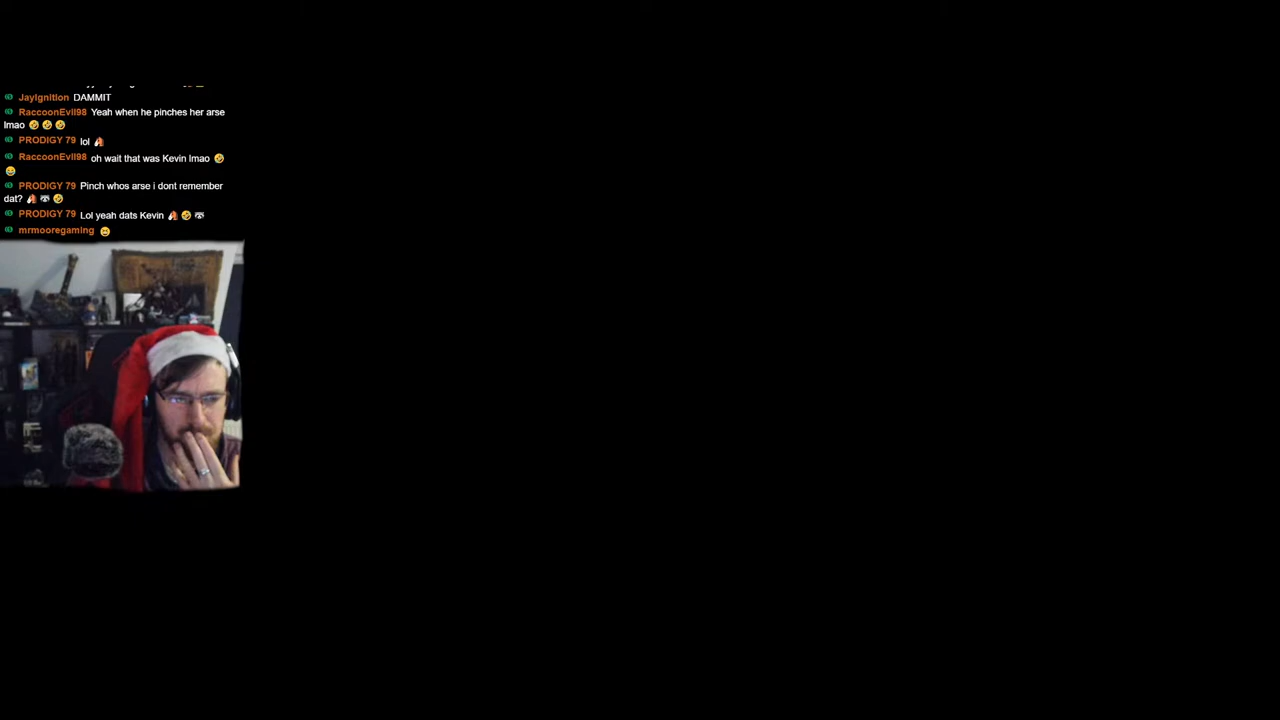 JayIgnition DAMMIT
RaccoonEvil98 Yeah when he pinches her arse
lmao 🤣 🤣 🤣
PRODIGY 79 lol
RaccoonEvil98 oh wait that was Kevin lmao 🤣
😂
PRODIGY 79 Pinch whos arse i dont remember
dat? 🦝 🤣
PRODIGY 79 Lol yeah dats Kevin 🤣 🦝
mrmooregaming